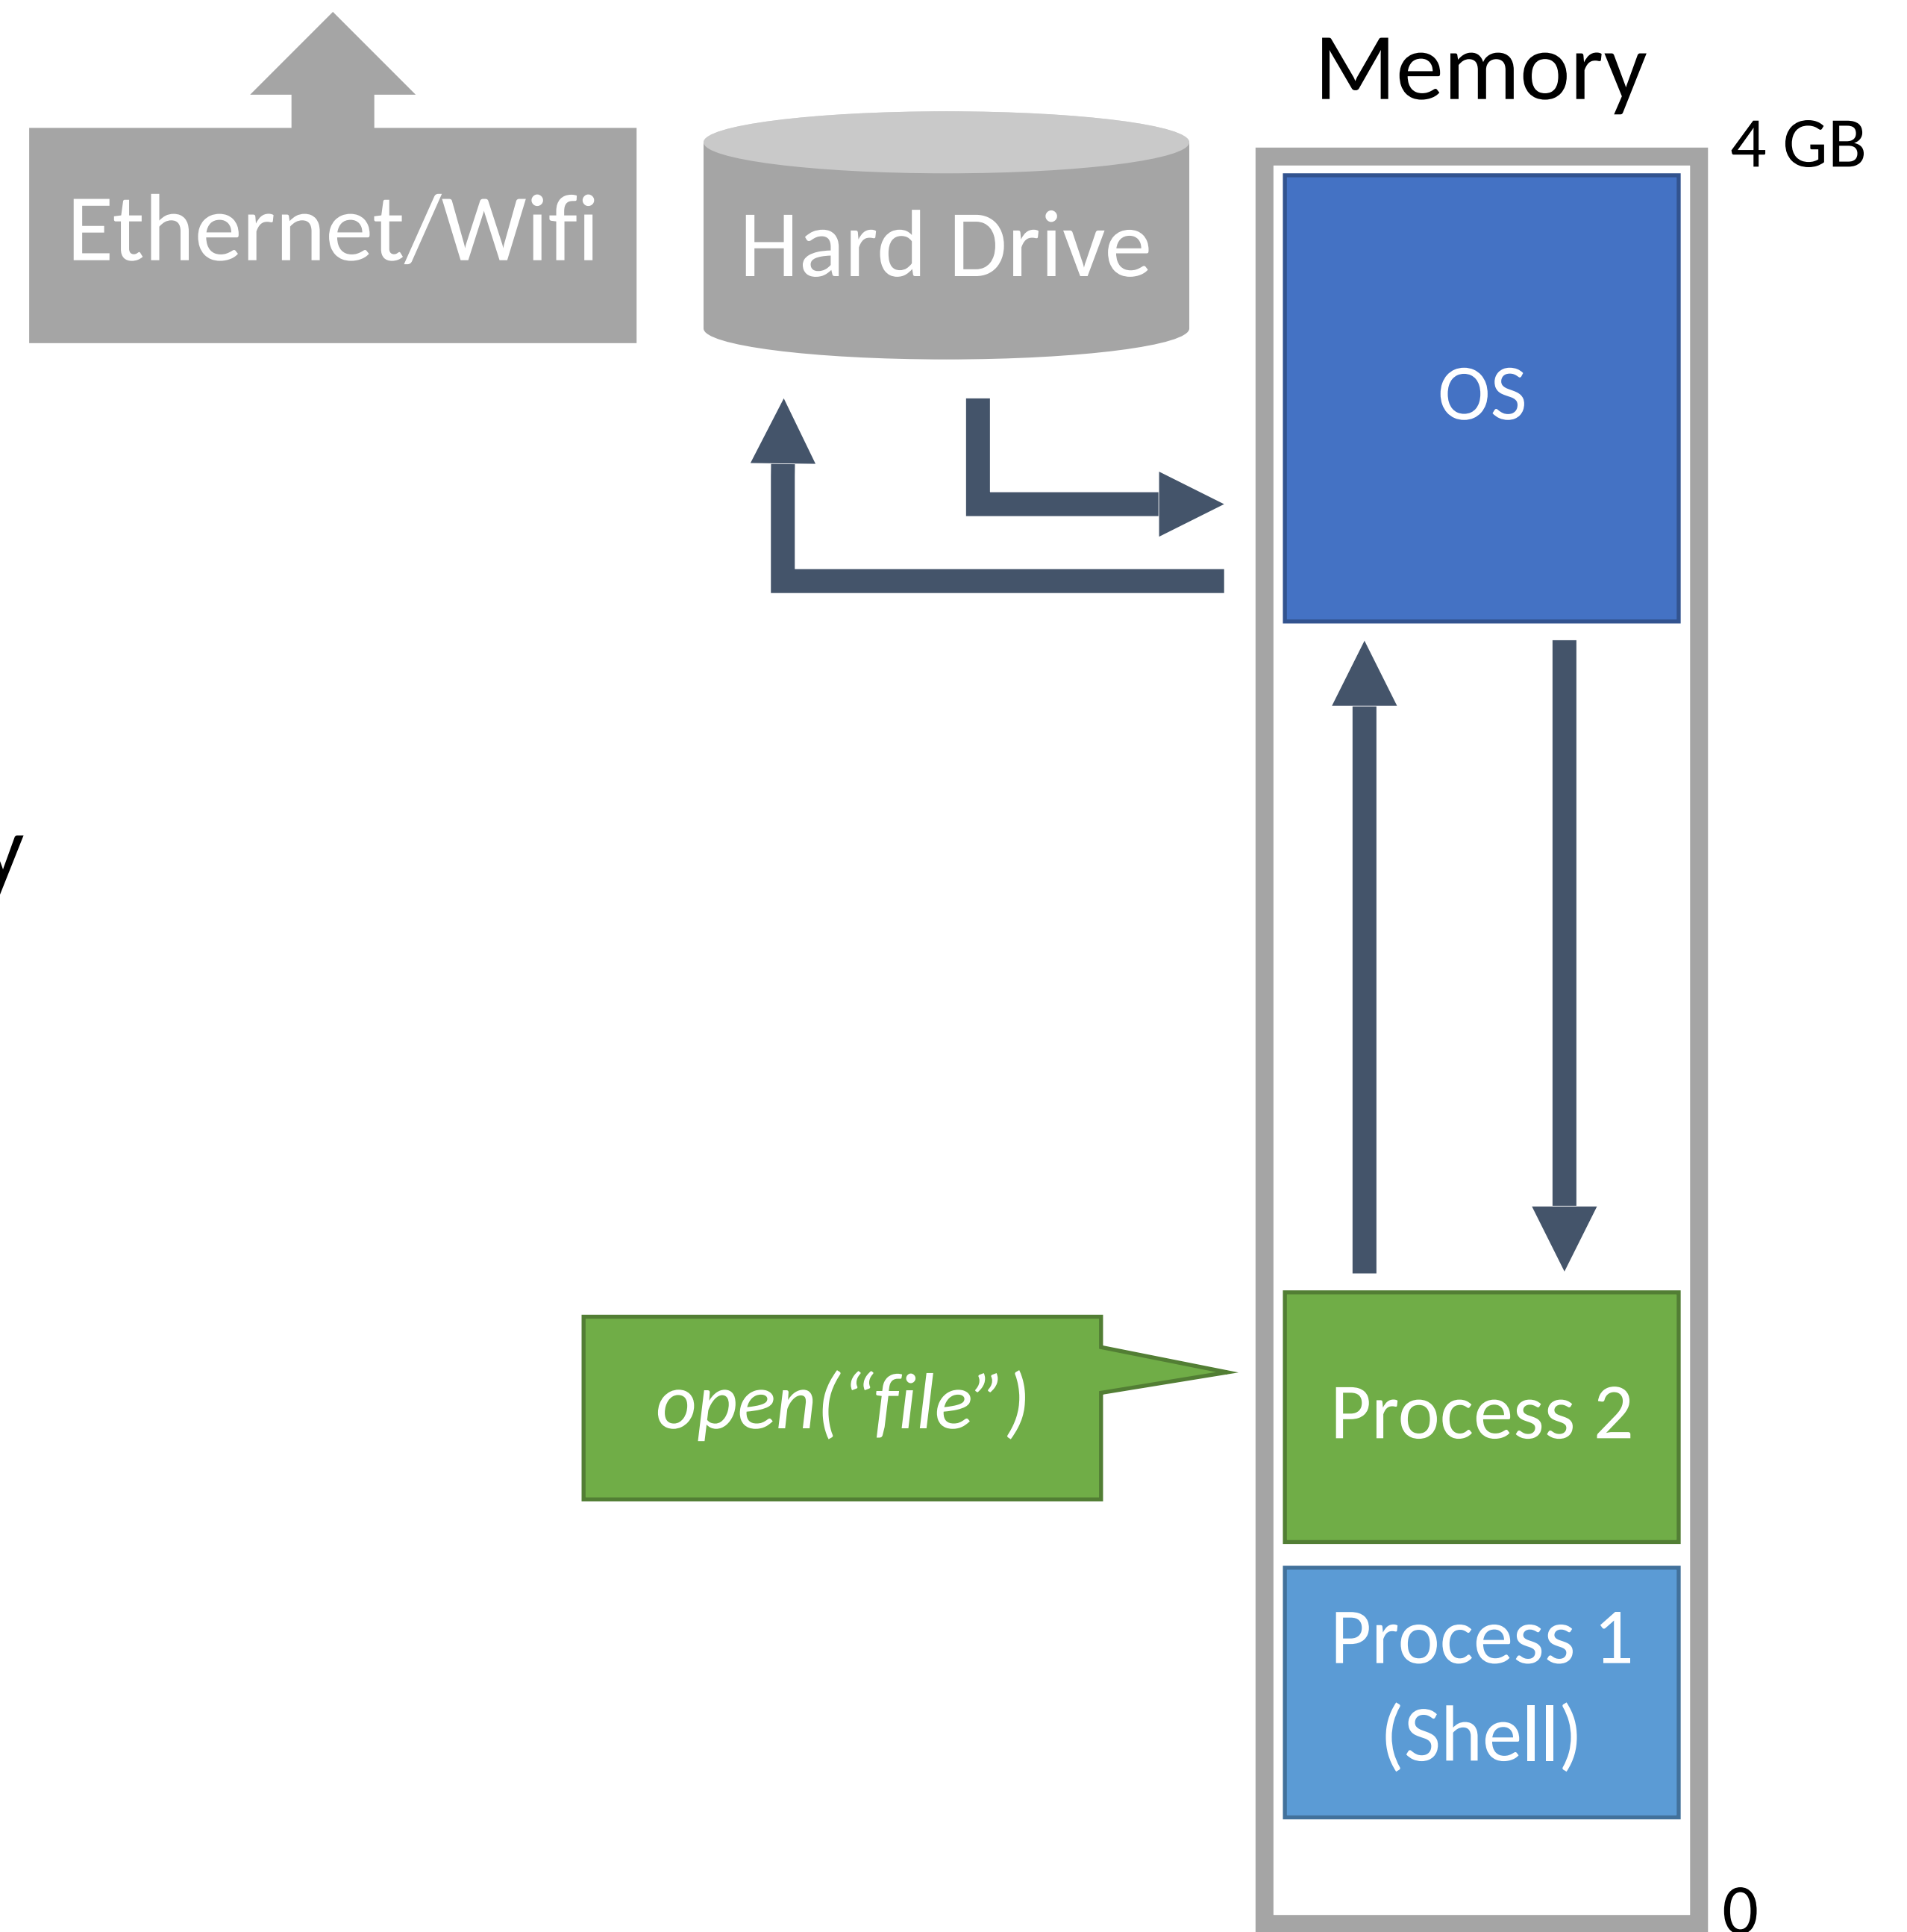 Memory
4 GB
Ethernet/Wifi
Hard Drive
OS
y
open(“file”)
Process 2
Process 1
(Shell)
0